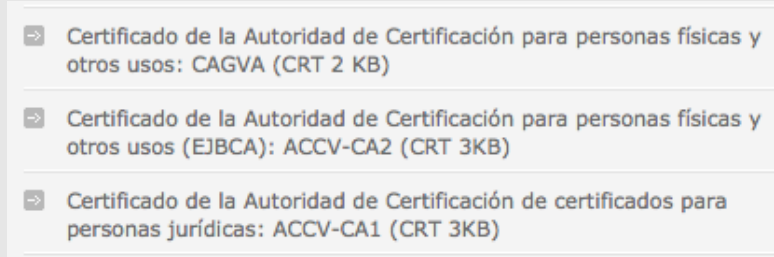 Certificado de la Autoridad de Certificación para personas físicas y
otros usos: CAGVA (CRT 2 KB)
Certificado de la Autoridad de Certificación para personas físicas y
otros usos (EJBCA): ACCV-CA2 (CRT 3KB)
Certificado de la Autoridad de Certificación de certificados para
personas jurídicas: ACCV-CA1 (CRT 3KB)